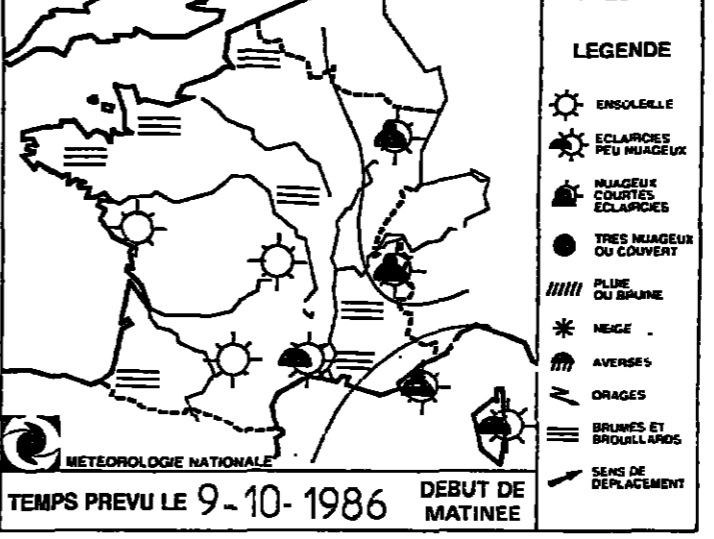 LEGENDE
ENSOLEILLE
ECLAIRCIES
PEU NUAGEUX
NUAGEUX
COURTES
ECLAIRCIES
TRES NUAGEUX
OU COUVERT
PLUIE
OU BRUINE
NEIGE
AVERSES
ORAGES
BRUMES ET
BROUILLARDS
SENS DE
DEPLACEMENT
METEOROLOGIE NATIONALE
TEMPS PREVU LE 9-10-1986 DEBUT DE
MATINEE